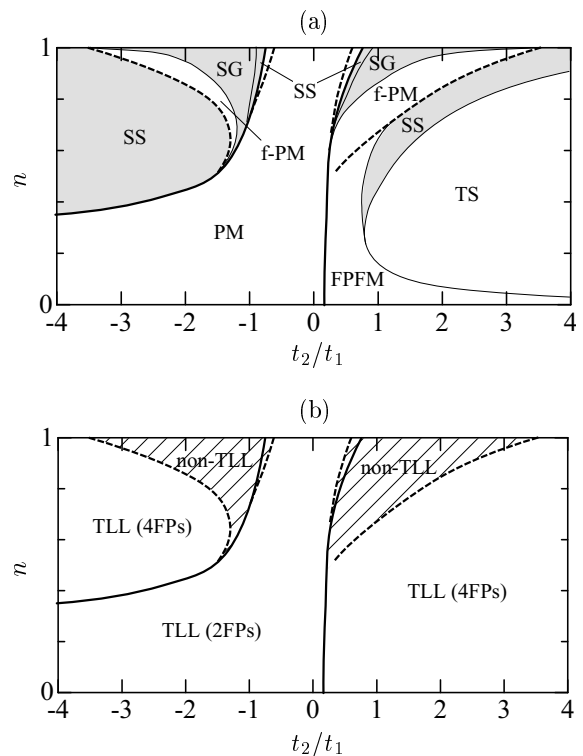 (a)
1
SG
SS
SG
f-PM
SS
f-PM
SS
n
PM
TS
FPFM
0
-4 -3 -2 -1 0 1 2 3 4
t2/t1
(b)
1
non-TLL
non-TLL
TLL (4FPs)
n
TLL (4FPs)
TLL (2FPs)
0
-4 -3 -2 -1 0 1 2 3 4
t2/t1